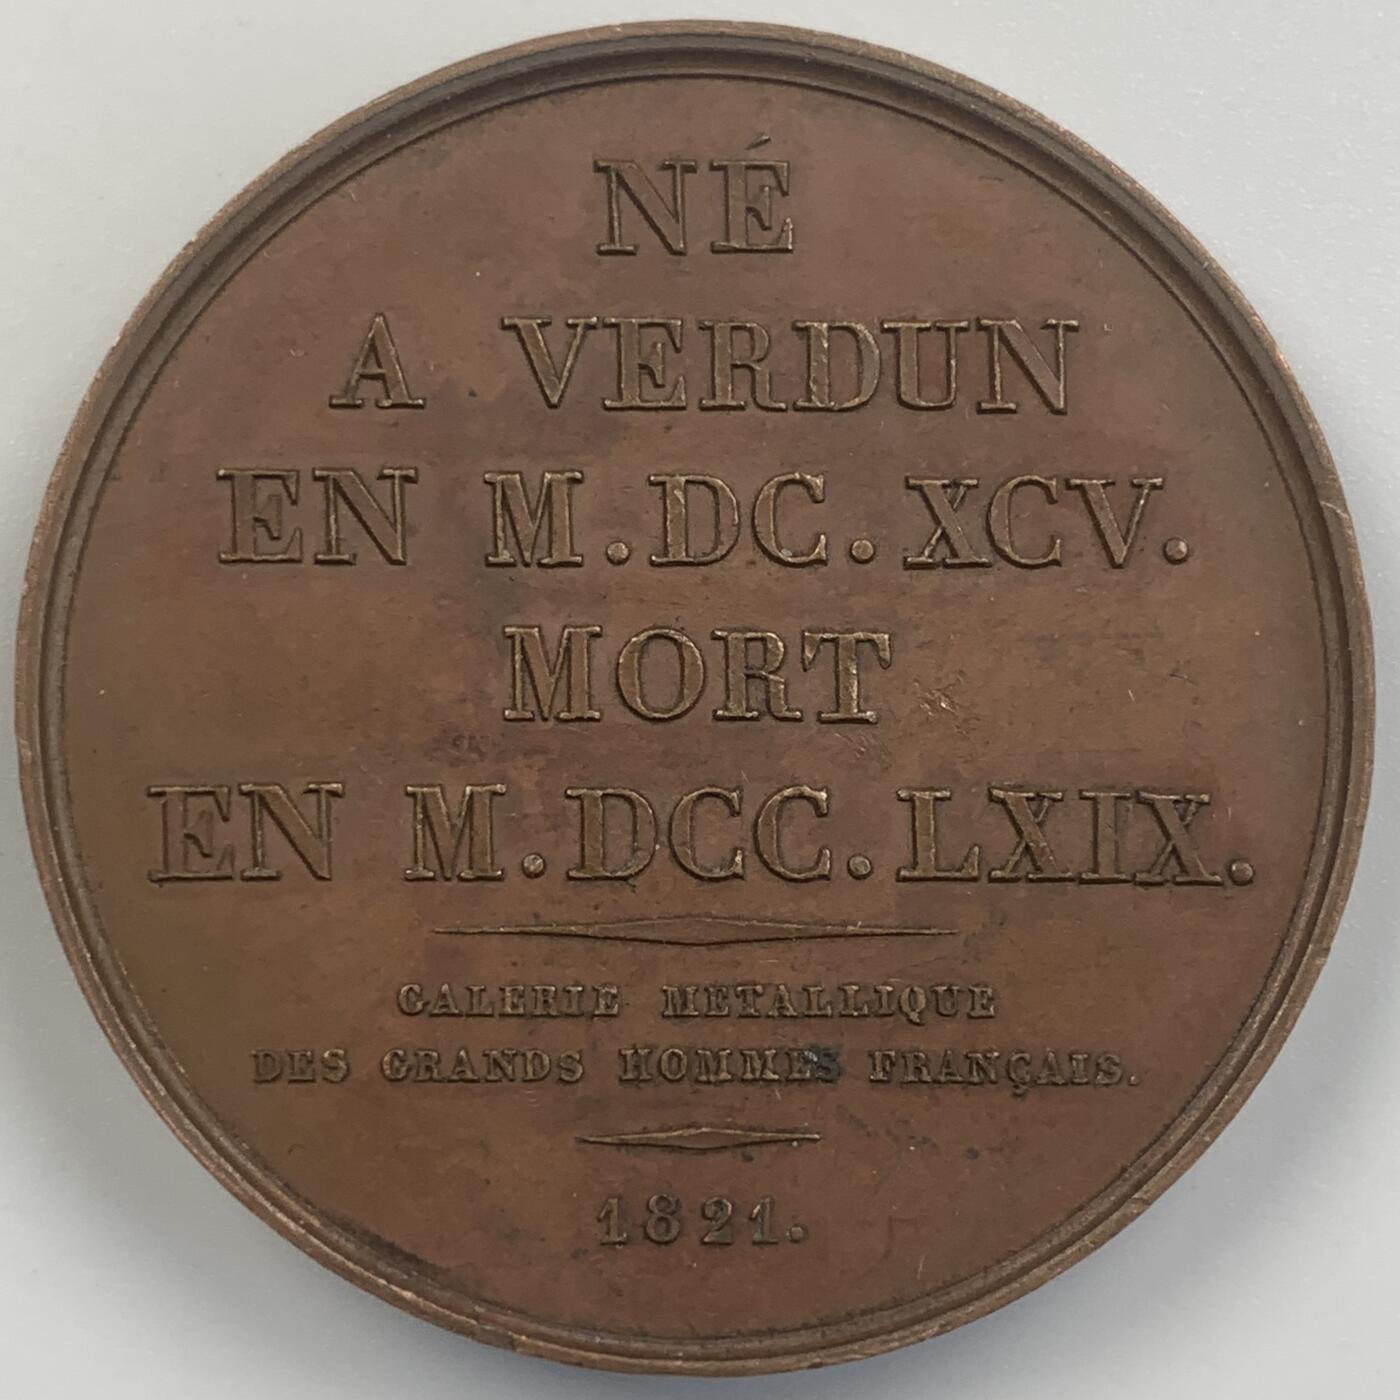 NÉ
A VERDUN
EN M.DC.XCV.
MORT
EN M.DCC.LXIX.
GALERIE METALLIQUE
DES GRANDS HOMMES FRANÇAIS.
1821.